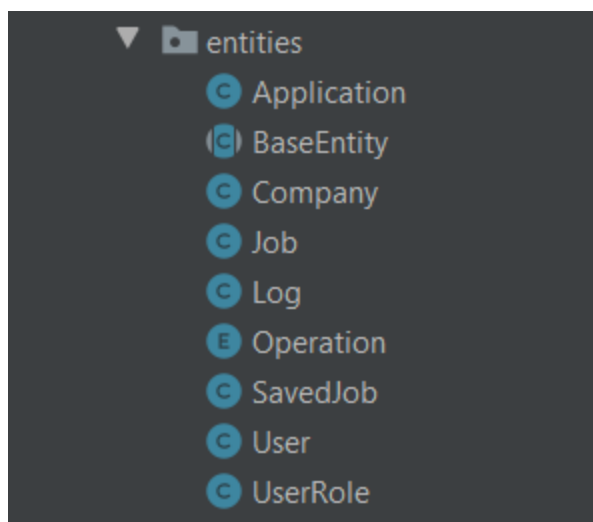 entities
C Application
C BaseEntity
C Company
C Job
C Log
E Operation
C SavedJob
C User
C UserRole